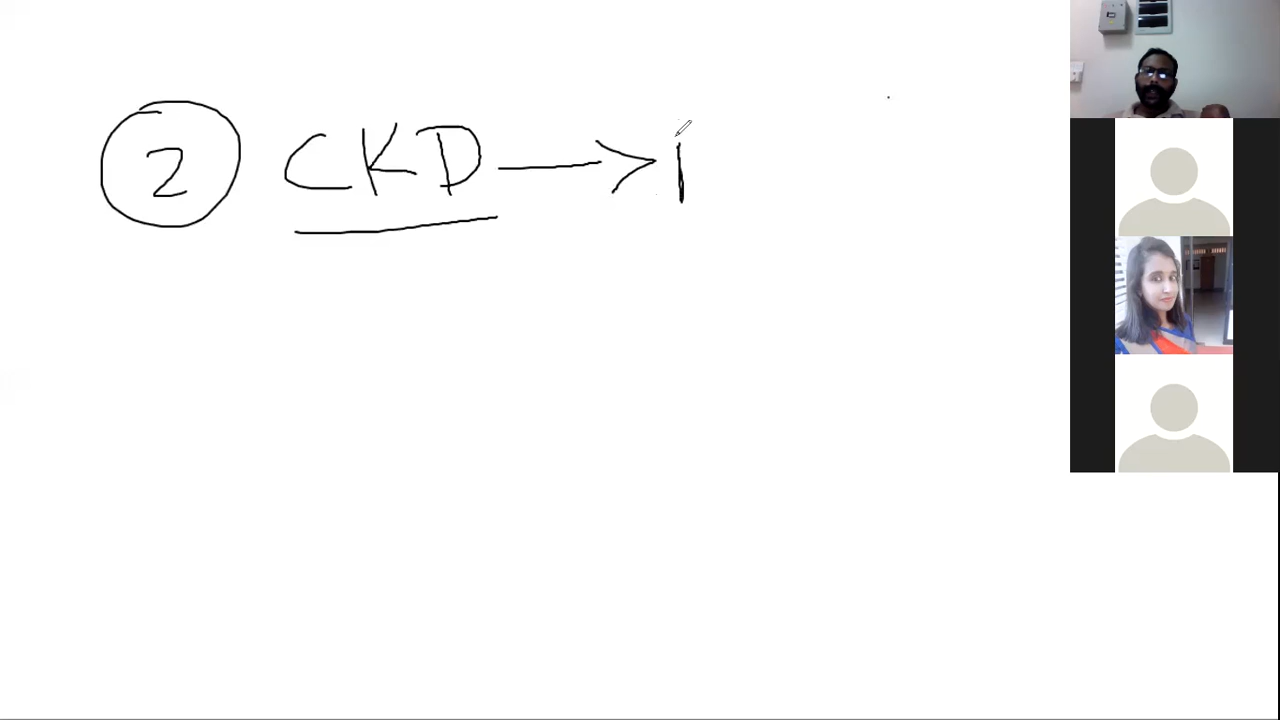 ② CKD →